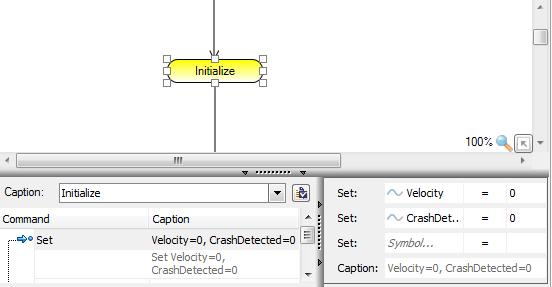 Initialize
100%
Caption: Initialize
Command Caption
Set Velocity=0, CrashDetected=0
Set Velocity=0,
CrashDetected=0
Set: Velocity = 0
Set: CrashDet... = 0
Set: Symbol... =
Caption: Velocity=0, CrashDetected=0